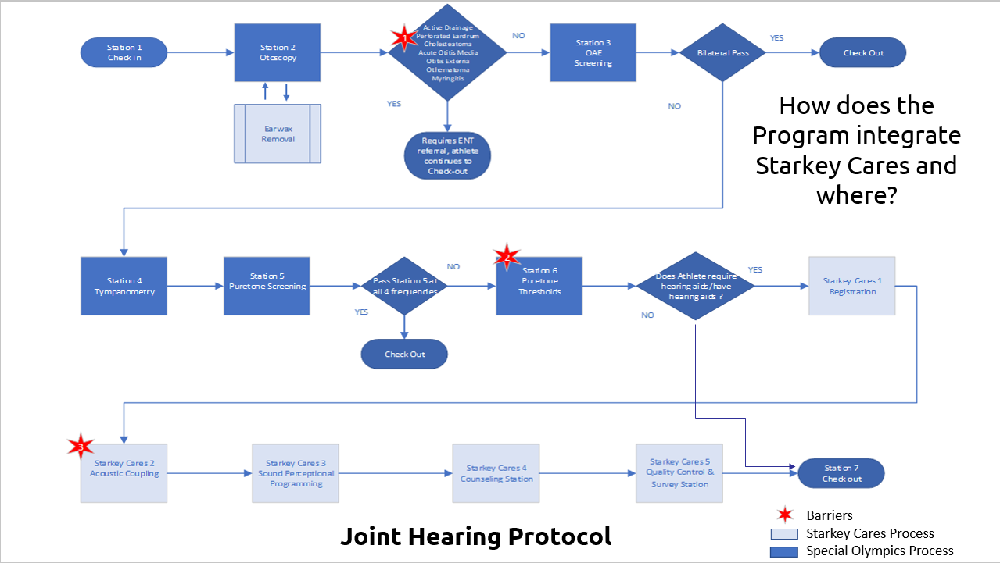 Station 1
Check in
Station 2
Otoscopy
Earwax
Removal
1
Active Drainage
Perforated Eardrum
Cholesteatoma
Acute Otitis Media
Otitis Externa
Othematoma
Myringitis
NO
YES
Requires ENT
referral, athlete
continues to
Check-out
Station 3
OAE
Screening
Bilateral Pass
YES
NO
Check Out
How does the
Program integrate
Starkey Cares and
where?
Station 4
Tympanometry
Station 5
Puretone Screening
Pass Station 5 at
all 4 frequencies
NO
YES
Check Out
2
Station 6
Puretone
Thresholds
Does Athlete require
hearing aids/have
hearing aids ?
YES
NO
Starkey Cares 1
Registration
3
Starkey Cares 2
Acoustic Coupling
Starkey Cares 3
Sound Perceptional
Programming
Starkey Cares 4
Counseling Station
Starkey Cares 5
Quality Control &
Survey Station
Station 7
Check out
Joint Hearing Protocol
Barriers
Starkey Cares Process
Special Olympics Process